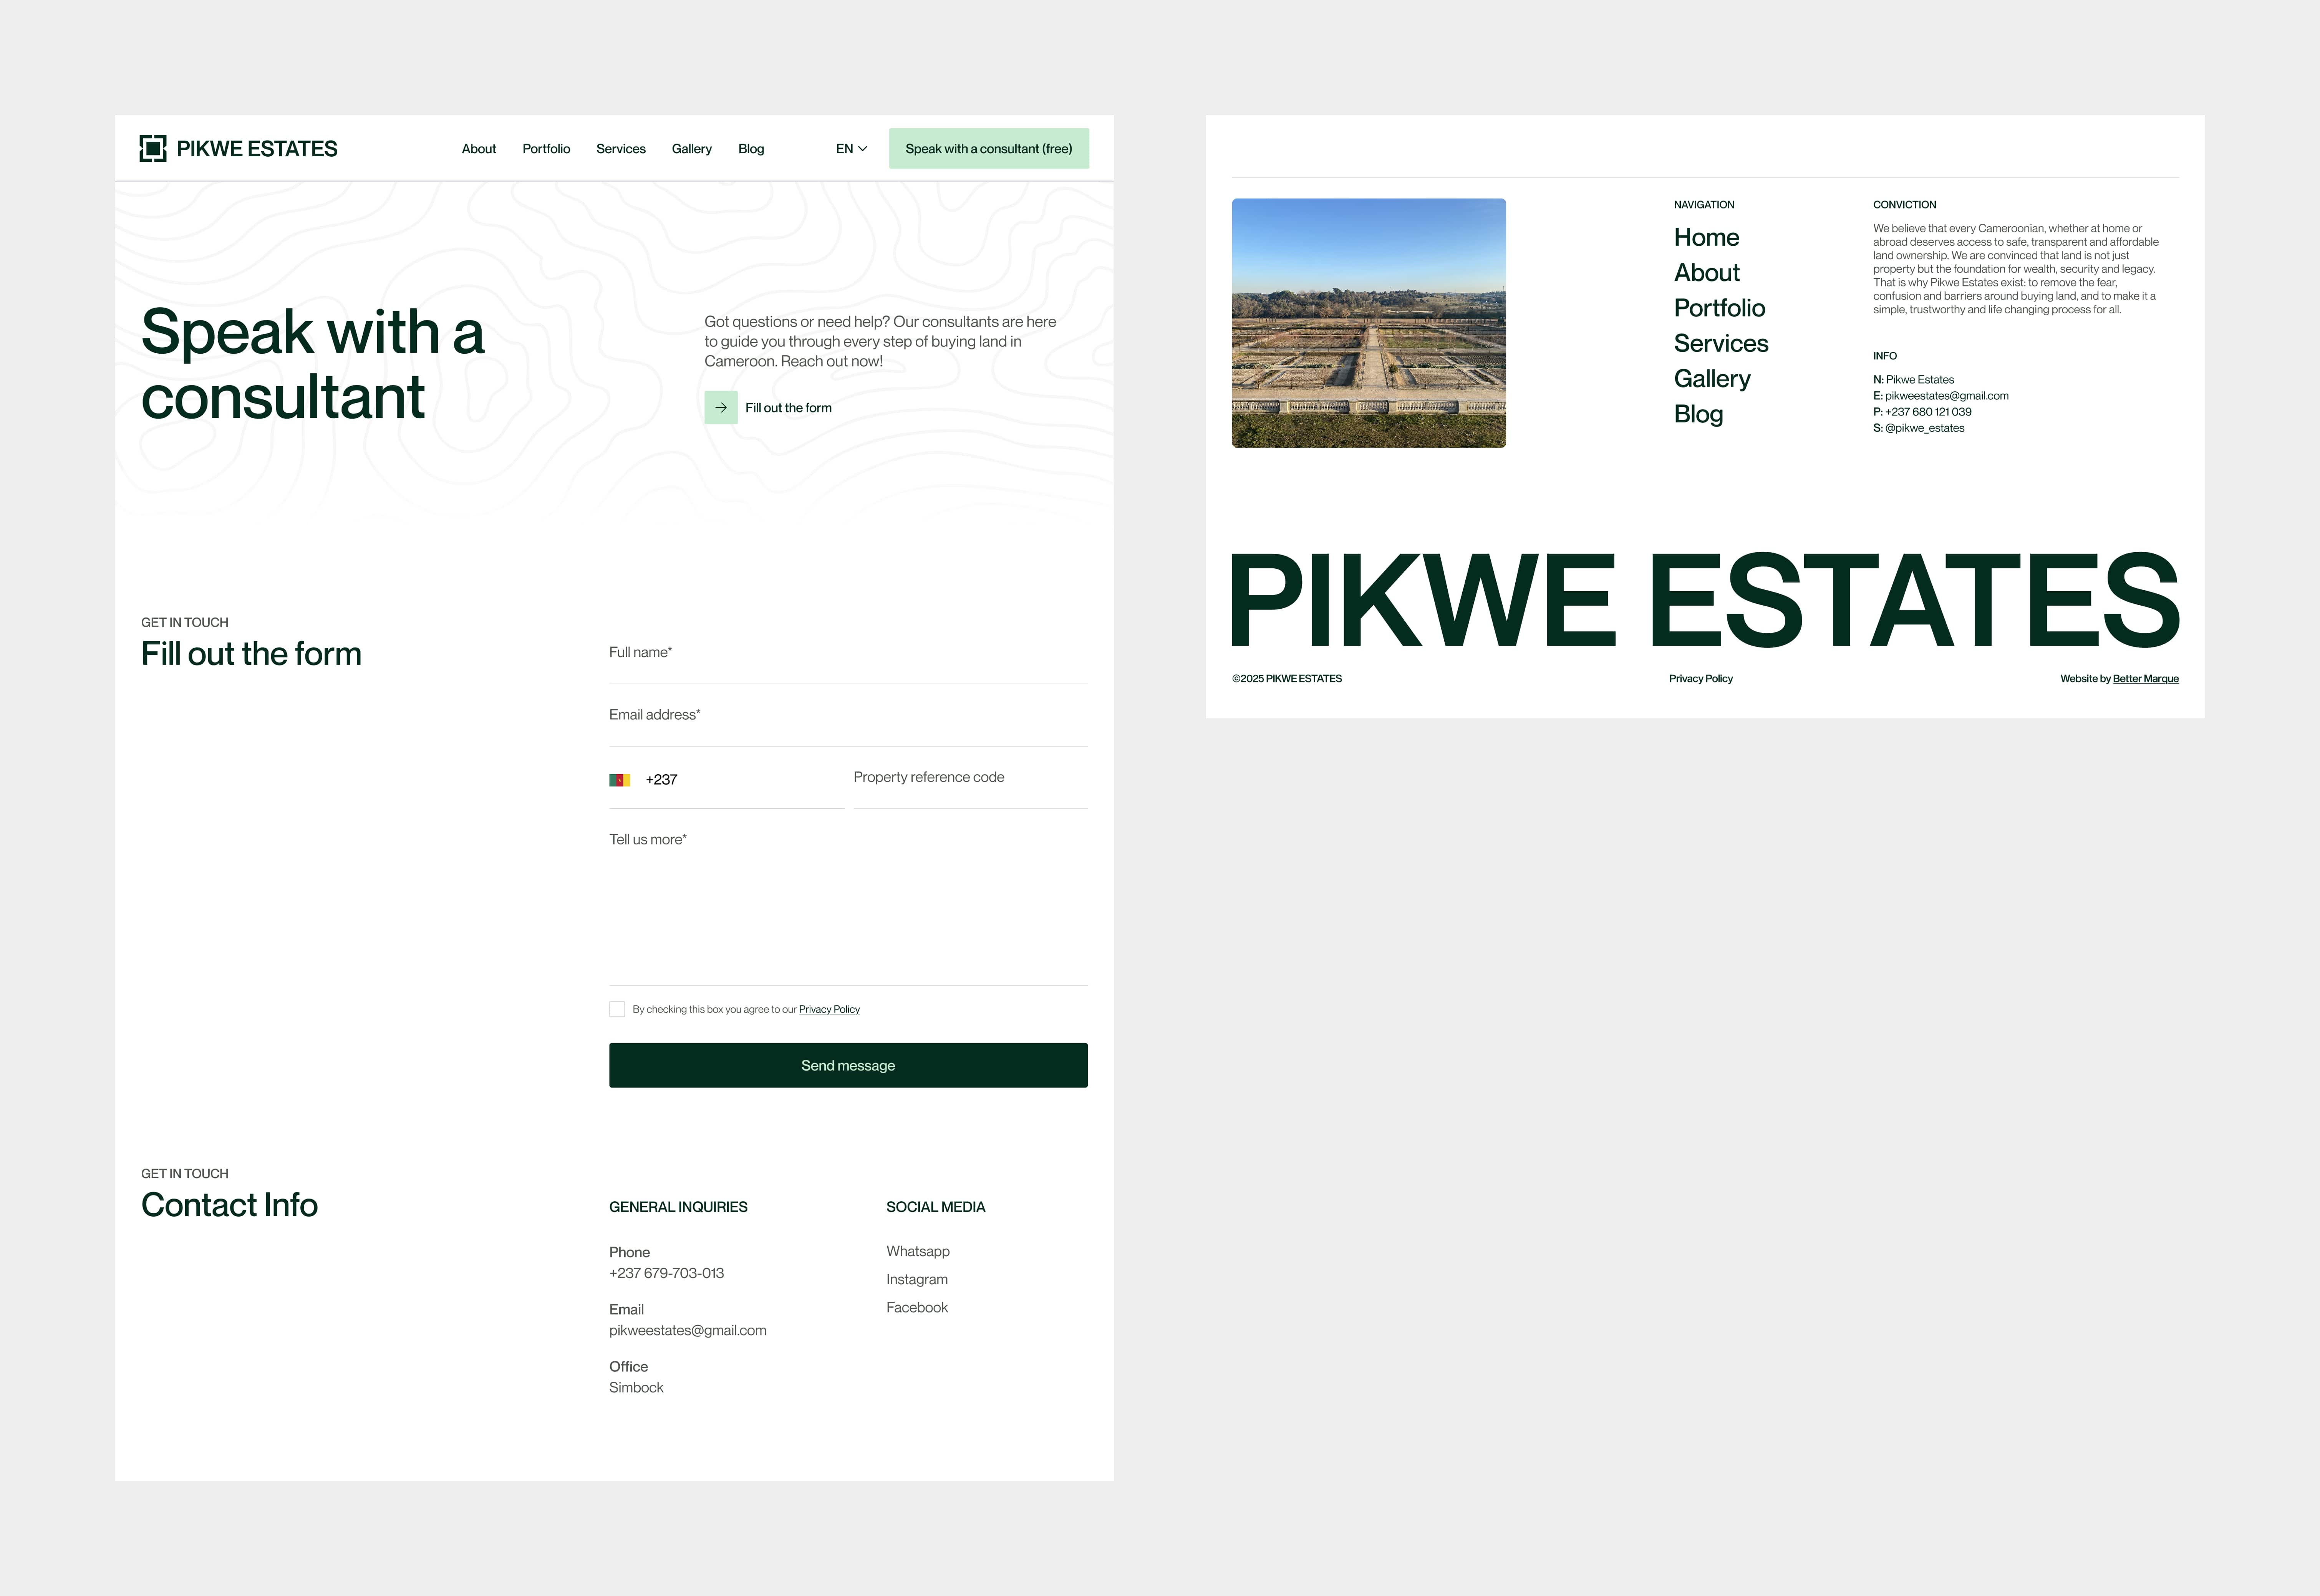 PIKWE ESTATES
About
Portfolio
Services
Gallery
Blog
EN
Speak with a consultant (free)
Speak with a
consultant
Got questions or need help? Our consultants are here
to guide you through every step of buying land in
Cameroon. Reach out now!
Fill out the form
GET IN TOUCH
Fill out the form
Full name*
Email address*
+237
Property reference code
Tell us more*
By checking this box you agree to our Privacy Policy
Send message
GET IN TOUCH
Contact Info
GENERAL INQUIRIES
Phone
+237 679-703-013
Email
pikweestates@gmail.com
Office
Simbock
SOCIAL MEDIA
Whatsapp
Instagram
Facebook
NAVIGATION
Home
About
Portfolio
Services
Gallery
Blog
CONVICTION
We believe that every Cameroonian, whether at home or
abroad deserves access to safe, transparent and affordable
land ownership. We are convinced that land is not just
property but the foundation for wealth, security and legacy.
That is why Pikwe Estates exist: to remove the fear,
confusion and barriers around buying land, and to make it a
simple, trustworthy and life changing process for all.
INFO
N: Pikwe Estates
E: pikweestates@gmail.com
P: +237 680 121 039
S: @pikwe_estates
PIKWE ESTATES
©2025 PIKWE ESTATES
Privacy Policy
Website by Better Marque